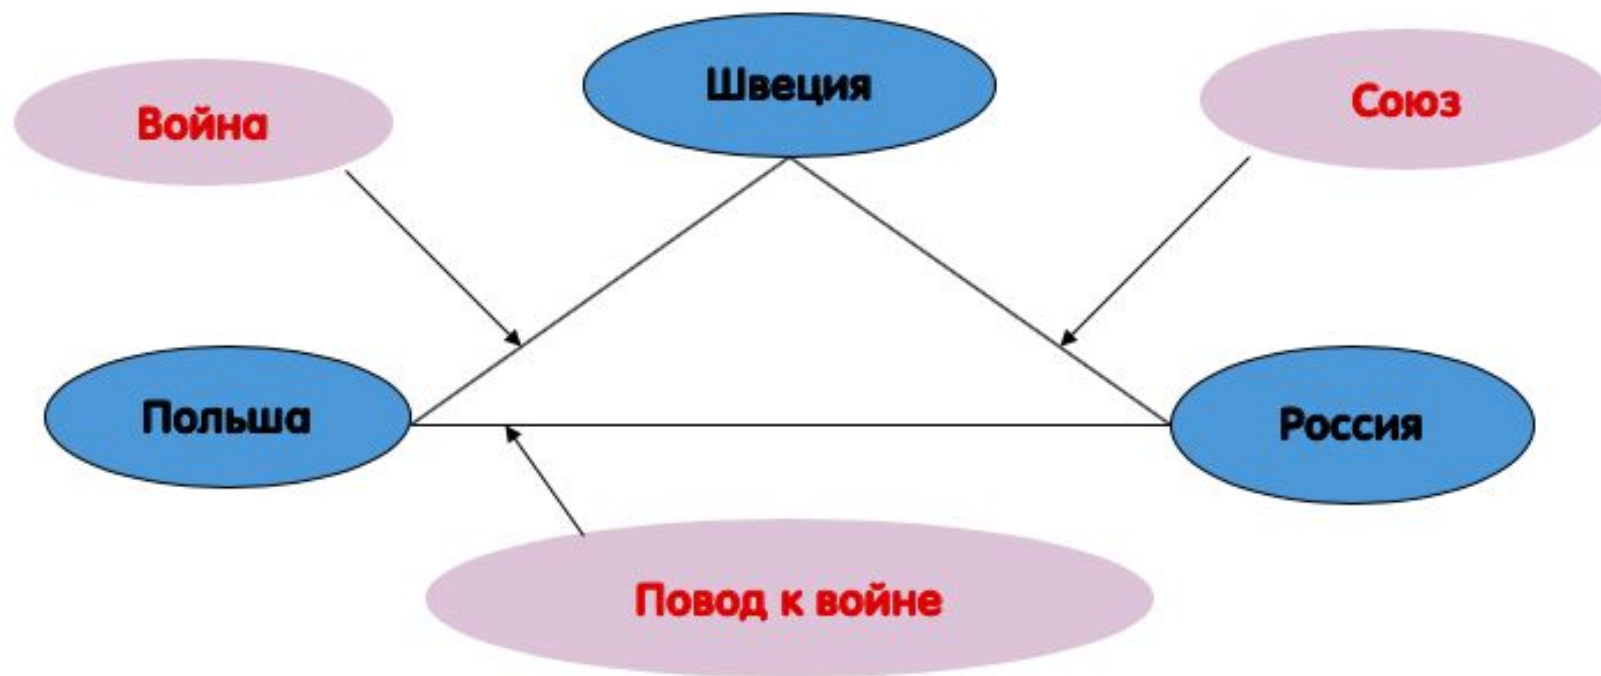 Швеция
Война
Союз
Польша
Россия
Повод к войне